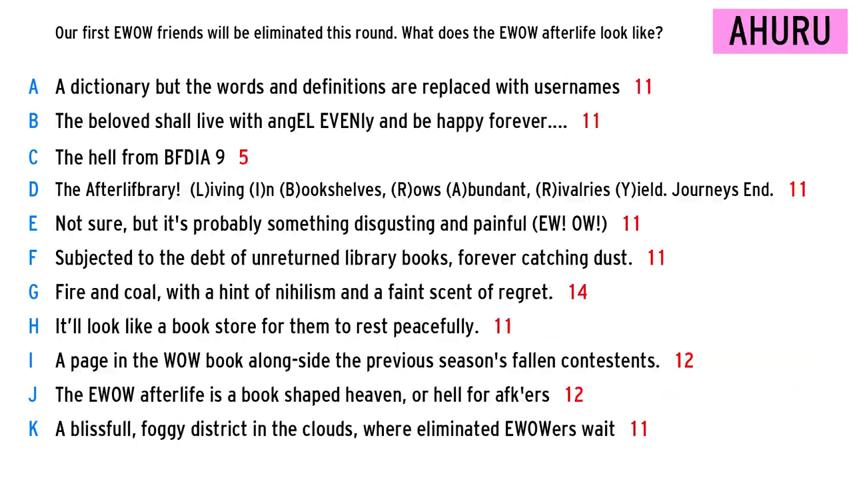 Our first EWOW friends will be eliminated this round. What does the EWOW afterlife look like?
AHURU
A A dictionary but the words and definitions are replaced with usernames 11
B The beloved shall live with angEL EVENly and be happy forever.... 11
C The hell from BFDIA 9 5
D The Afterlifbrary! (L)iving (I)n (B)ookshelves, (R)ows (A)bundant, (R)ivalries (Y)ield. Journeys End. 11
E Not sure, but it's probably something disgusting and painful (EW! OW!) 11
F Subjected to the debt of unreturned library books, forever catching dust. 11
G Fire and coal, with a hint of nihilism and a faint scent of regret. 14
H It’ll look like a book store for them to rest peacefully. 11
I A page in the WOW book along-side the previous season's fallen contestents. 12
J The EWOW afterlife is a book shaped heaven, or hell for afk'ers 12
K A blissfull, foggy district in the clouds, where eliminated EWOWers wait 11